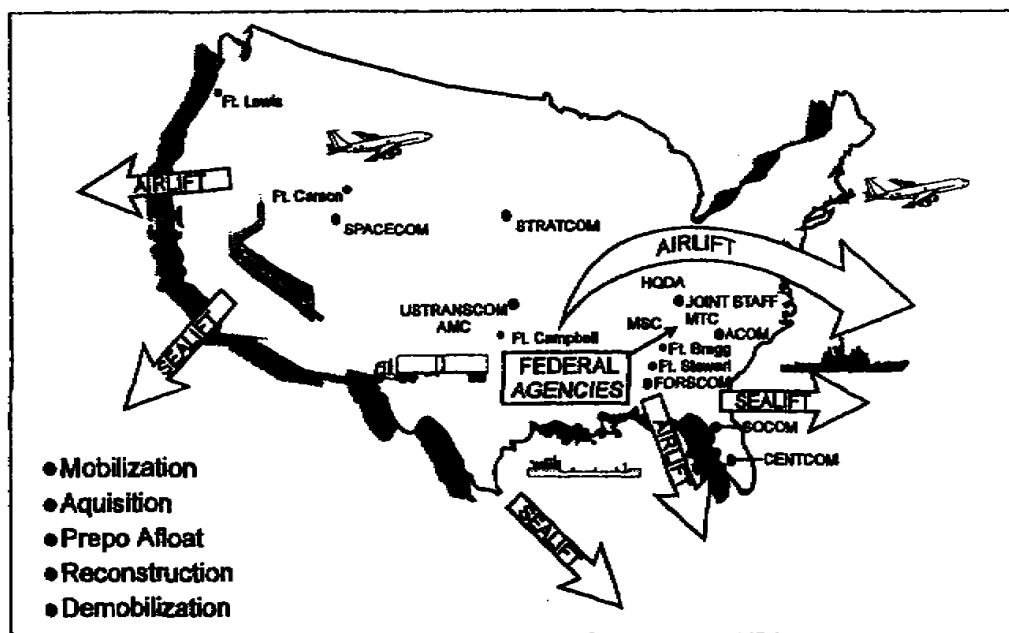 Ft. Lewis
AIRLIFT
Ft. Carson
SPACECOM
STRATCOM
AIRLIFT
HQDA
JOINT STAFF
USTRANSCOM
MTC
AMC
MSC
ACOM
Ft. Campbell
Ft. Bragg
FEDERAL
AGENCIES
Ft. Stewart
FORSCOM
SEALIFT
SEALIFT
AIRLIFT
SOCOM
CENTCOM
SEALIFT
•Mobilization
•Aquisition
•Prepo Afloat
•Reconstruction
•Demobilization